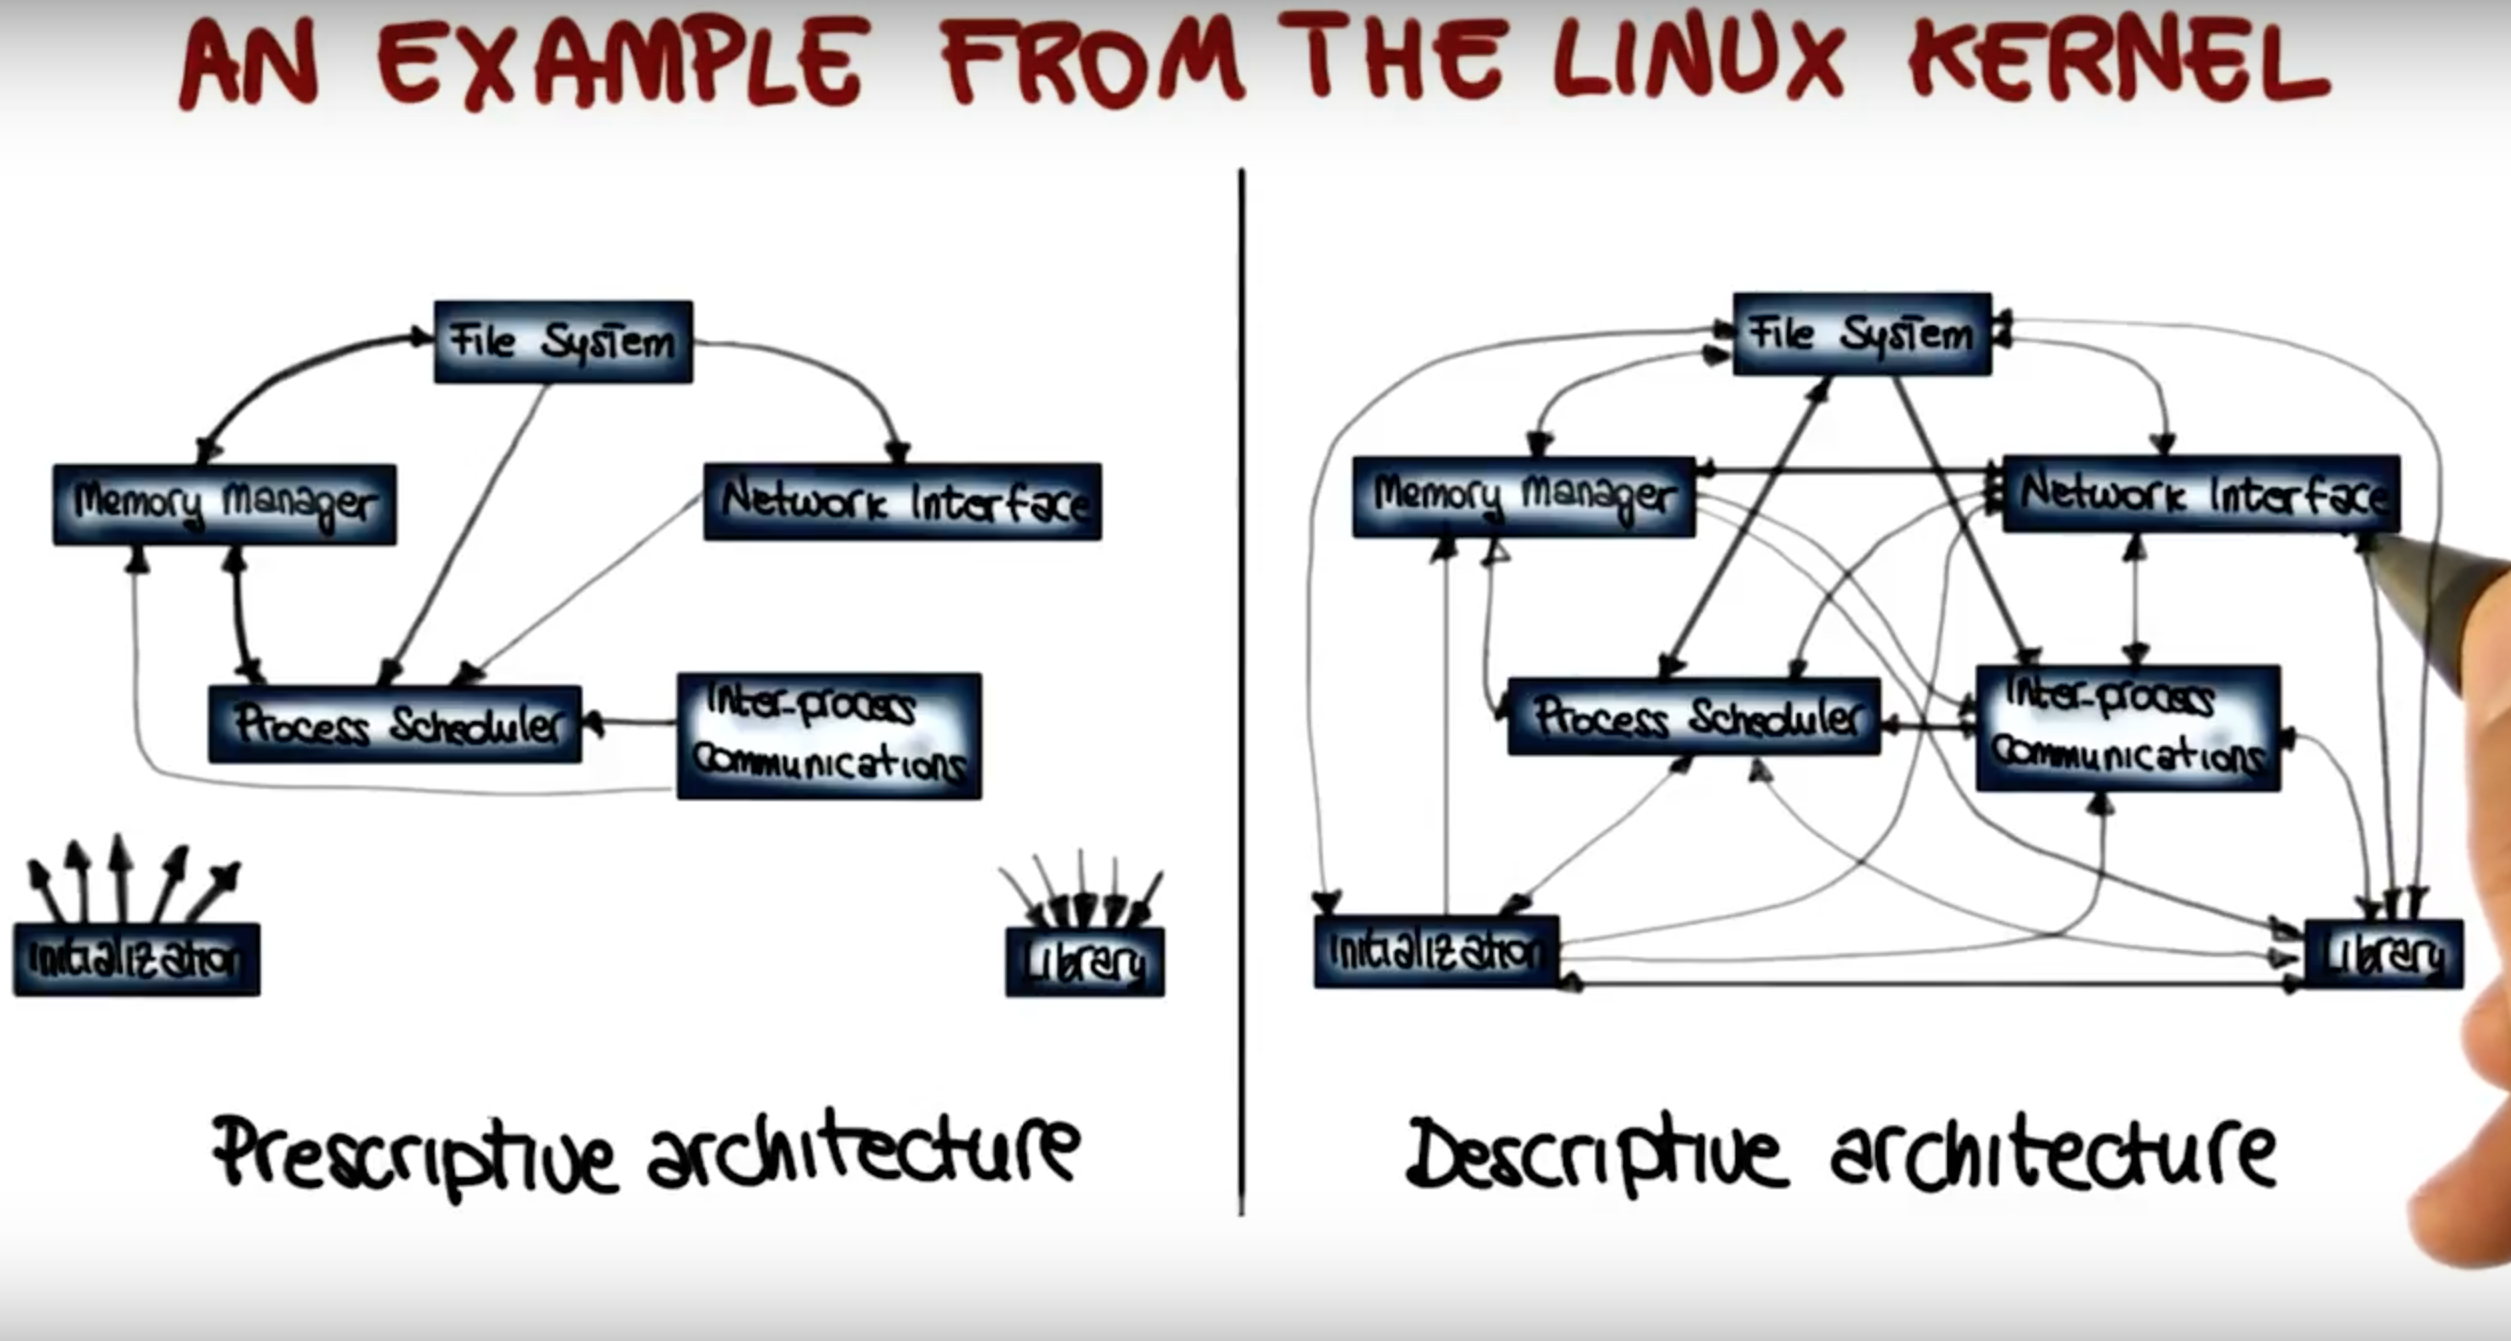 AN EXAMPLE FROM THE LINUX KERNEL
File System
Memory Manager
Network Interface
Process Scheduler
Inter-process
Communications
Initialization
Library
Prescriptive architecture
File System
Memory Manager
Network Interface
Process Scheduler
Inter-process
Communications
Initialization
Library
Descriptive architecture